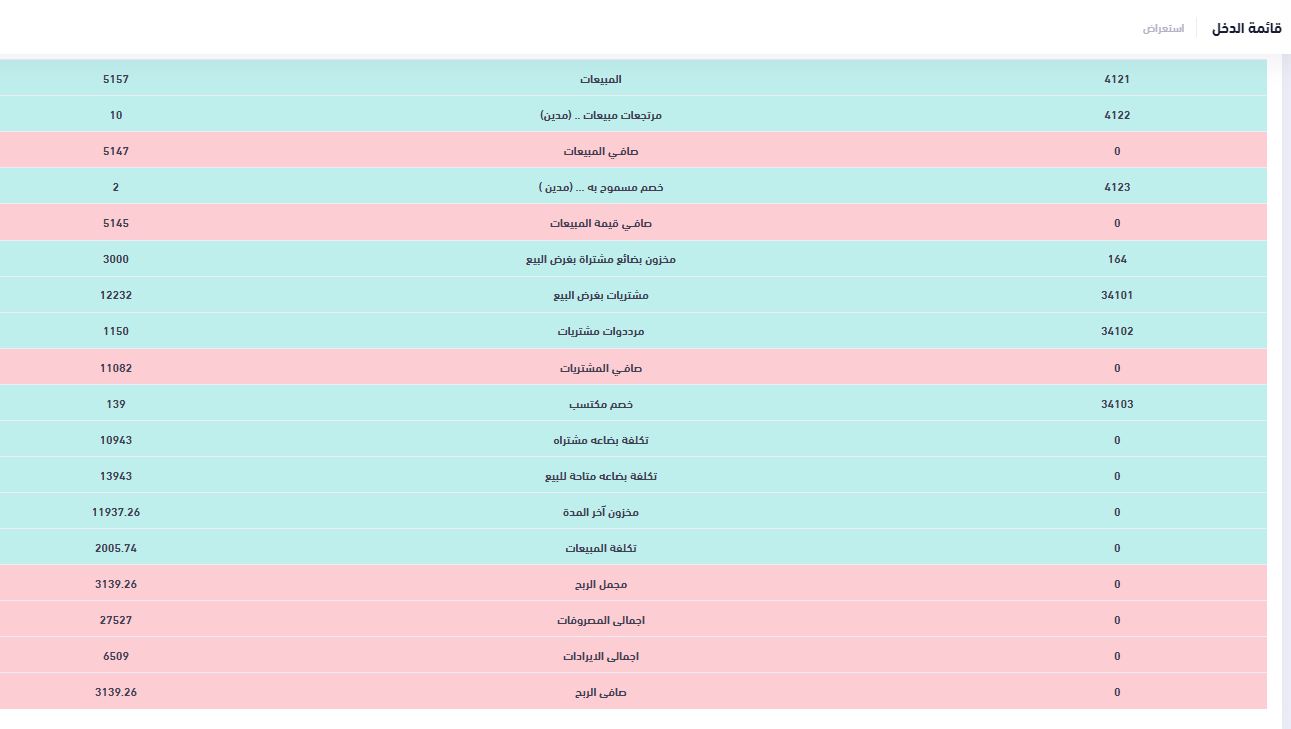 قائمة الدخل استعراض
4121 المبيعات 5157
4122 مرتجعات مبيعات .. (مدين) 10
0 صافي المبيعات 5147
4123 خصم مسموح به ... (مدين ) 2
0 صافي قيمة المبيعات 5145
164 مخزون بضائع مشتراة بغرض البيع 3000
34101 مشتريات بغرض البيع 12232
34102 مرددوات مشتريات 1150
0 صافي المشتريات 11082
34103 خصم مكتسب 139
0 تكلفة بضاعه مشتراه 10943
0 تكلفة بضاعه متاحة للبيع 13943
0 مخزون آخر المدة 11937.26
0 تكلفة المبيعات 2005.74
0 مجمل الربح 3139.26
0 اجمالى المصروفات 27527
0 اجمالى الايرادات 6509
0 صافى الربح 3139.26